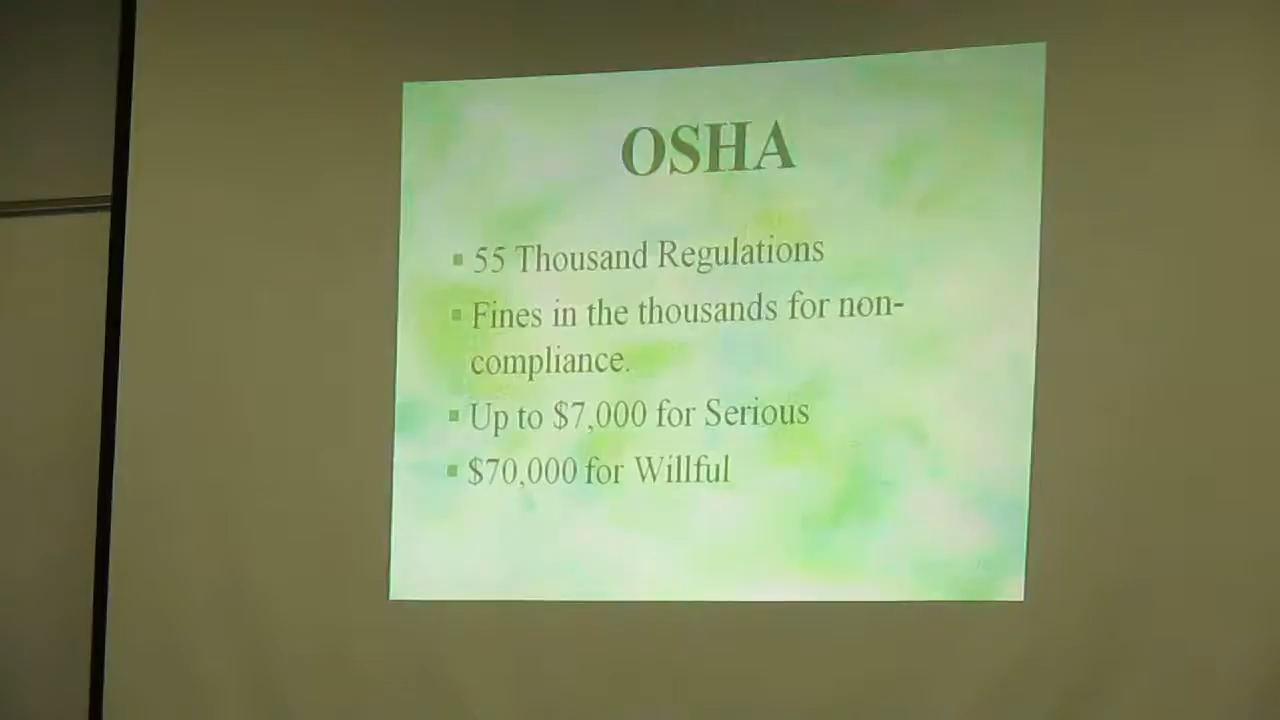 OSHA
55 Thousand Regulations
Fines in the thousands for non-
compliance.
Up to $7,000 for Serious
$70,000 for Willful